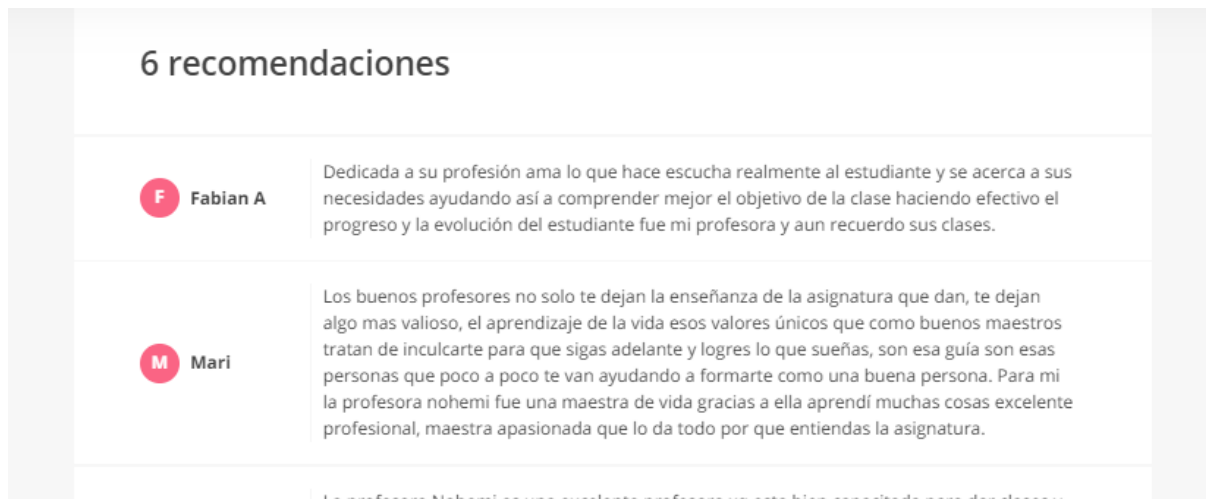 6 recomendaciones
F
Fabian A
Dedicada a su profesión ama lo que hace escucha realmente al estudiante y se acerca a sus
necesidades ayudando así a comprender mejor el objetivo de la clase haciendo efectivo el
progreso y la evolución del estudiante fue mi profesora y aun recuerdo sus clases.
M
Mari
Los buenos profesores no solo te dejan la enseñanza de la asignatura que dan, te dejan
algo mas valioso, el aprendizaje de la vida esos valores únicos que como buenos maestros
tratan de inculcarte para que sigas adelante y logres lo que sueñas, son esa guía son esas
personas que poco a poco te van ayudando a formarte como una buena persona. Para mi
la profesora nohemi fue una maestra de vida gracias a ella aprendí muchas cosas excelente
profesional, maestra apasionada que lo da todo por que entiendas la asignatura.